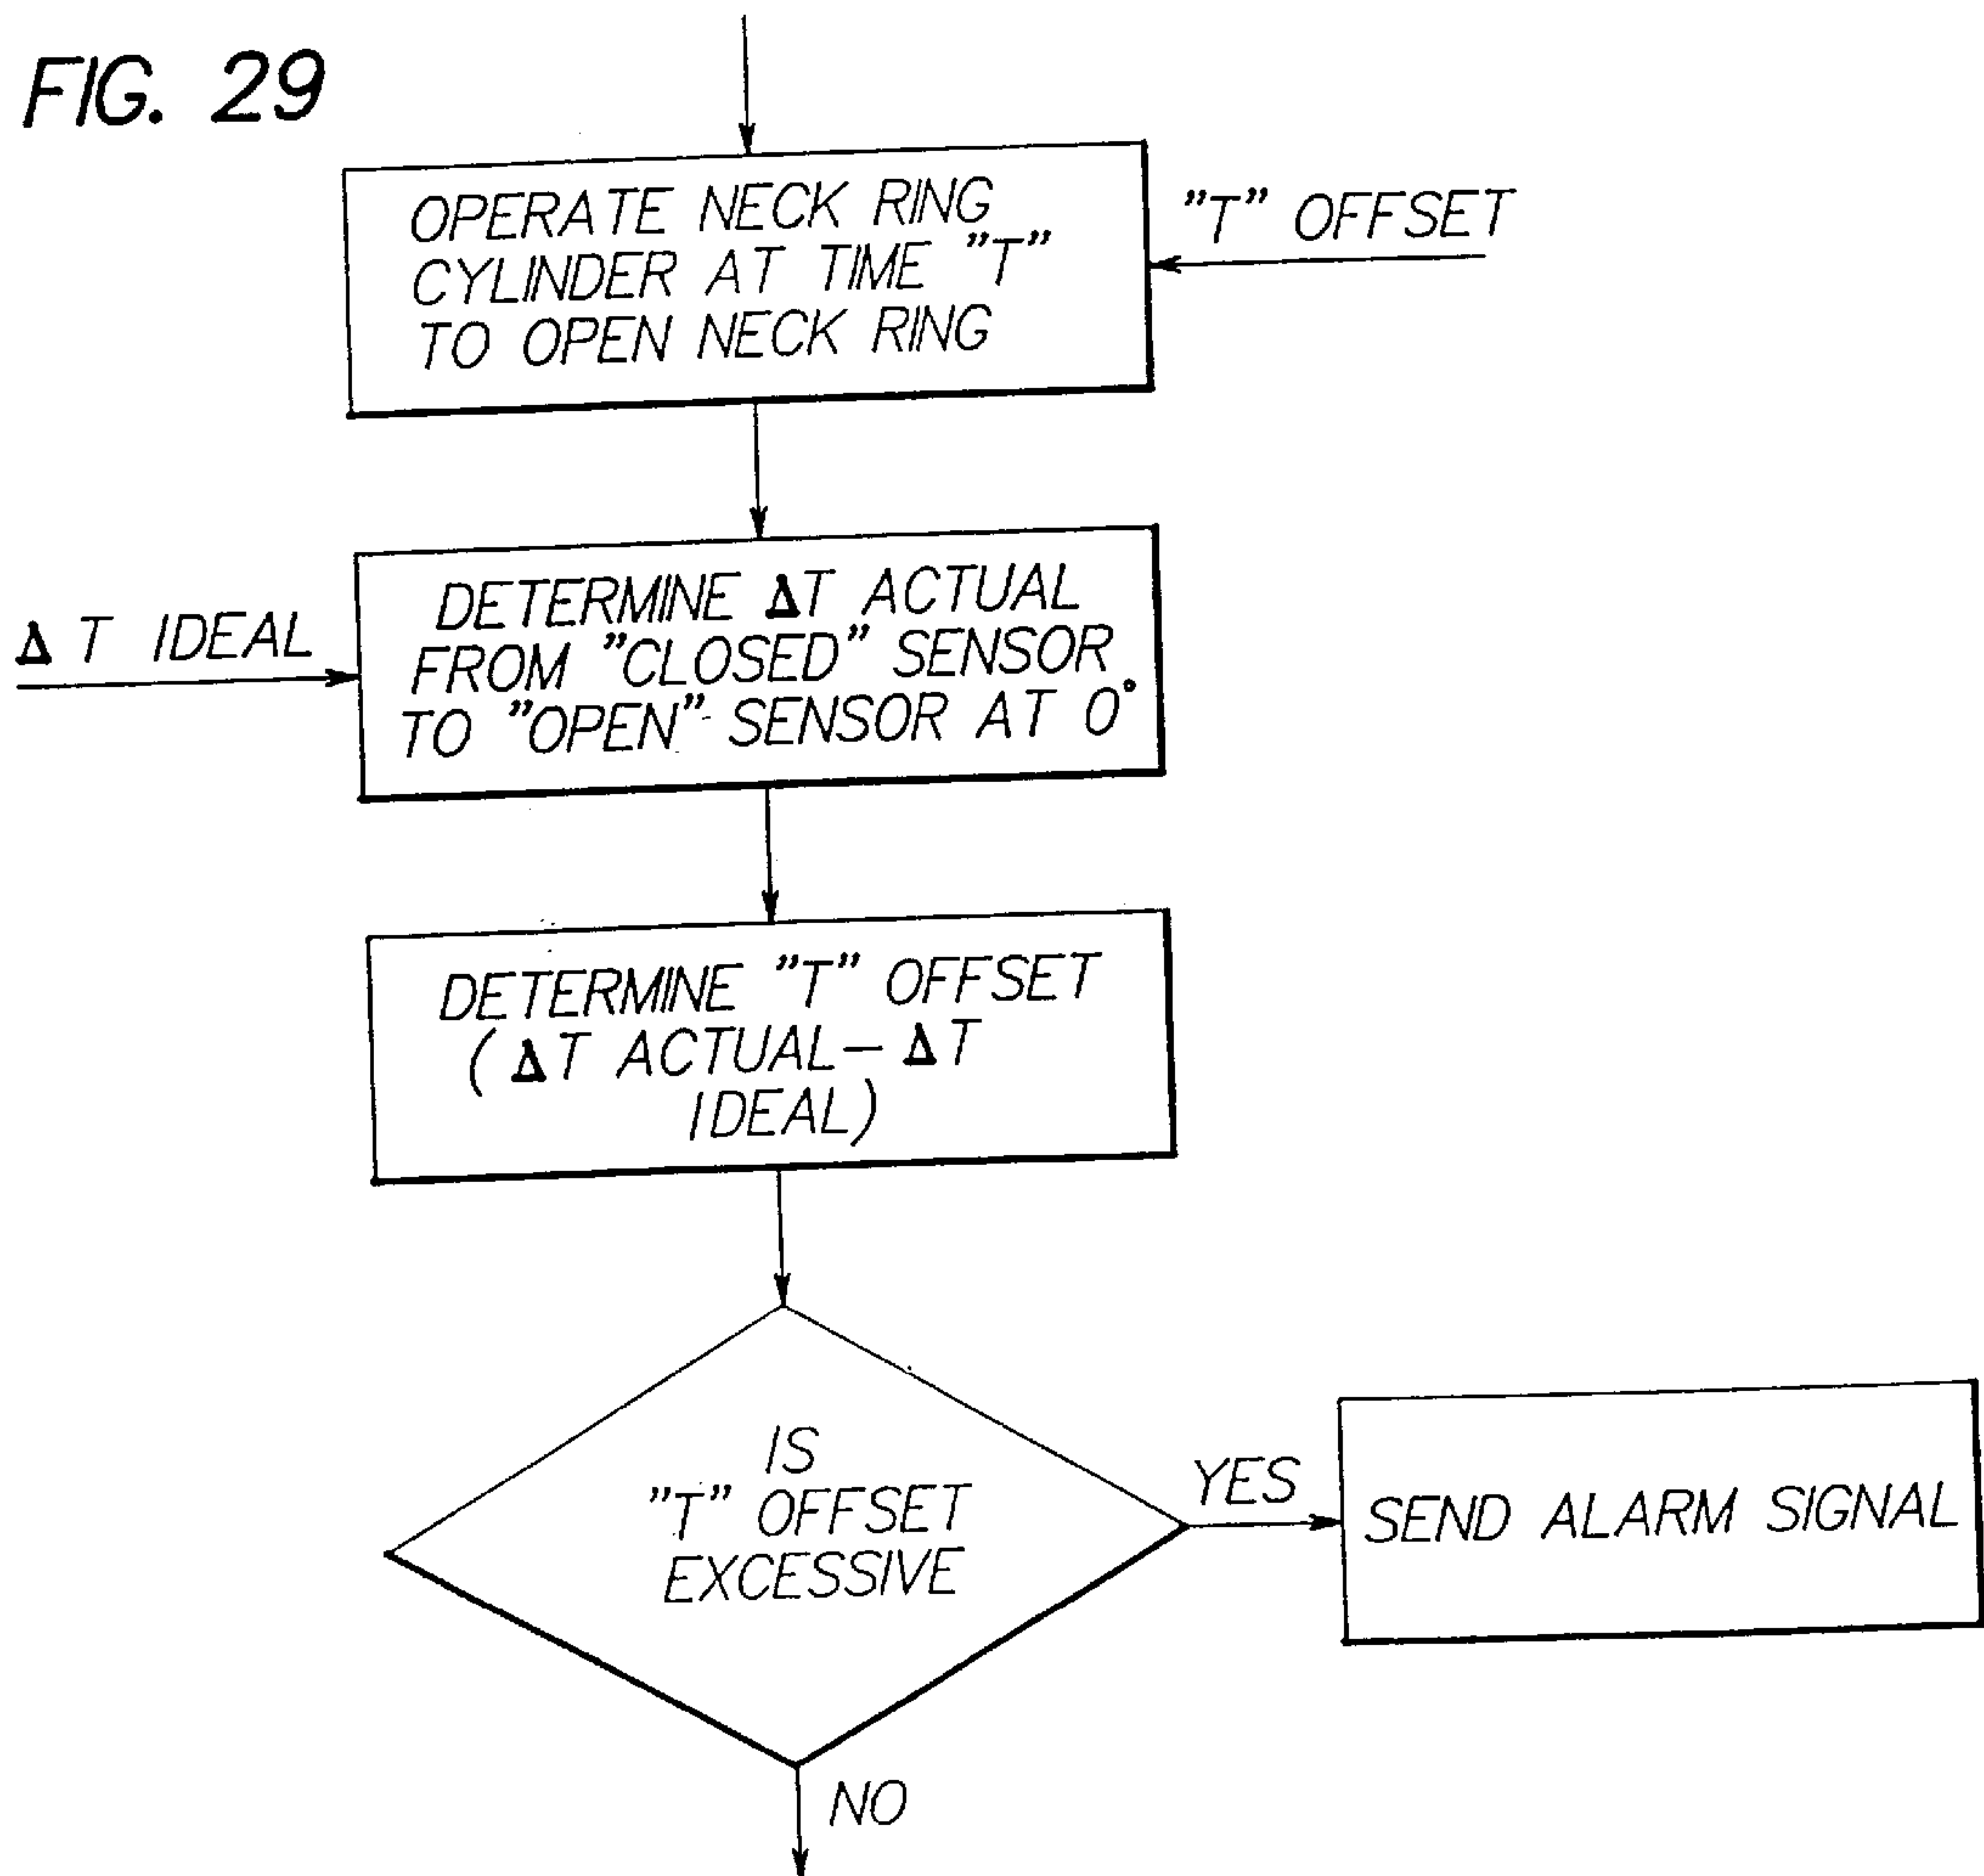 FIG. 29
OPERATE NECK RING
CYLINDER AT TIME "T"
TO OPEN NECK RING
"T" OFFSET
Δ T IDEAL
DETERMINE ΔT ACTUAL
FROM "CLOSED" SENSOR
TO "OPEN" SENSOR AT 0°
DETERMINE "T" OFFSET
( ΔT ACTUAL— ΔT
IDEAL)
IS
"T" OFFSET
EXCESSIVE
YES
SEND ALARM SIGNAL
NO